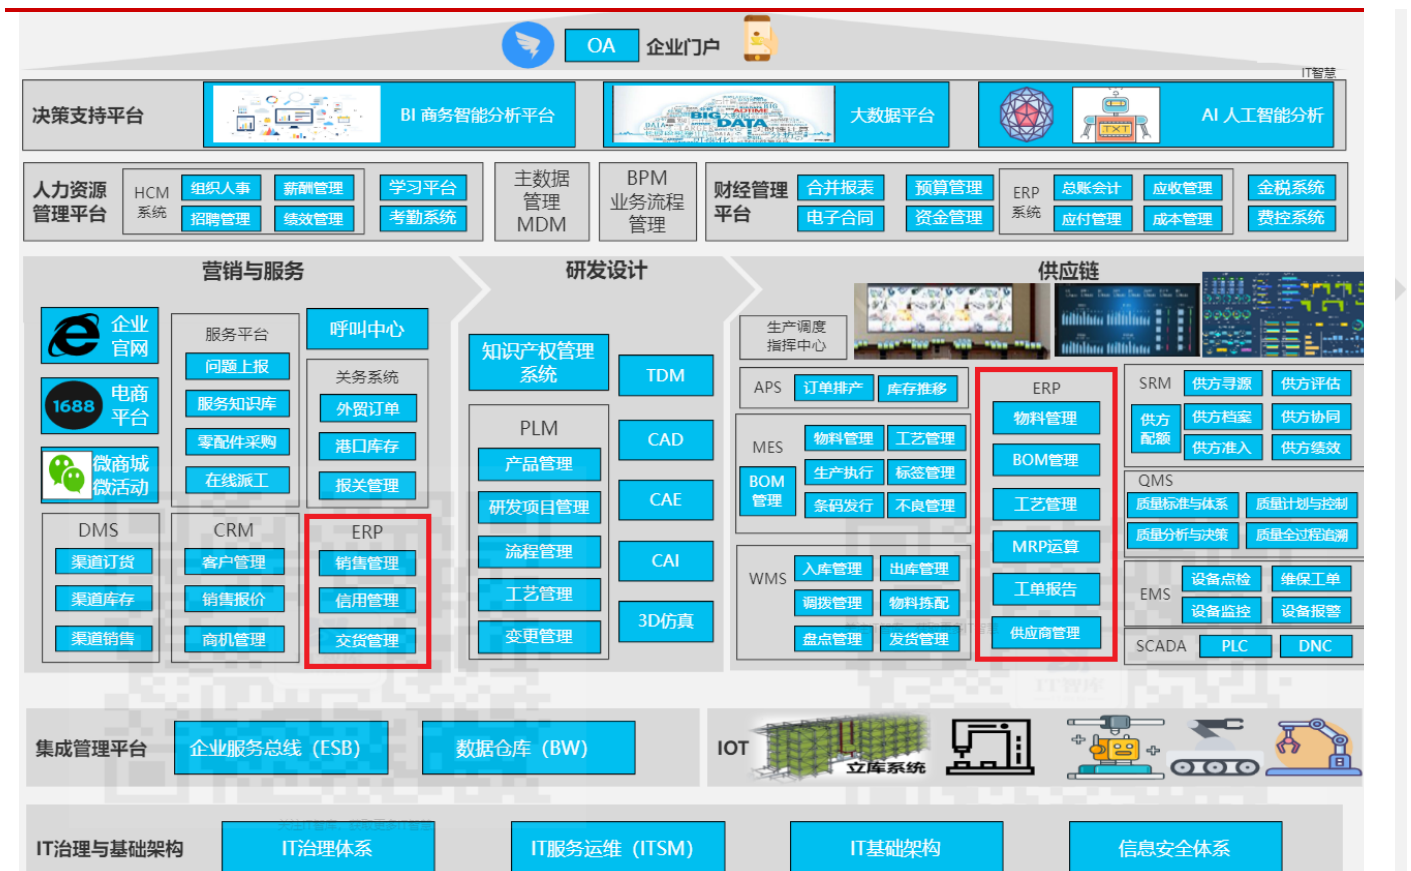 OA 企业门户
IT智慧
决策支持平台
BI 商务智能分析平台
BIG DATA
大数据平台
TXT
AI 人工智能分析
人力资源
管理平台
HCM
系统
组织人事
薪酬管理
招聘管理
绩效管理
学习平台
考勤系统
主数据
管理
MDM
BPM
业务流程
管理
财经管理
平台
合并报表
预算管理
电子合同
资金管理
ERP
系统
总账会计
应收管理
应付管理
成本管理
金税系统
费控系统
营销与服务
研发设计
供应链
企业
官网
1688
电商
平台
微商城
微活动
服务平台
问题上报
服务知识库
零配件采购
在线派工
呼叫中心
关务系统
外贸订单
港口库存
报关管理
DMS
渠道订货
渠道库存
渠道销售
CRM
客户管理
销售报价
商机管理
ERP
销售管理
信用管理
交货管理
知识产权管理
系统
PLM
产品管理
研发项目管理
流程管理
工艺管理
变更管理
TDM
CAD
CAE
CAI
3D仿真
生产调度
指挥中心
APS
订单排产
库存推移
MES
BOM
管理
物料管理
工艺管理
生产执行
标签管理
条码发行
不良管理
WMS
入库管理
出库管理
调拨管理
物料拣配
盘点管理
发货管理
ERP
物料管理
BOM管理
工艺管理
MRP运算
工单报告
供应商管理
SRM
供方
配额
供方寻源
供方评估
供方档案
供方协同
供方准入
供方绩效
QMS
质量标准与体系
质量计划与控制
质量分析与决策
质量全过程追溯
EMS
设备点检
维保工单
设备监控
设备报警
SCADA
PLC
DNC
IT智库
集成管理平台
企业服务总线（ESB）
数据仓库（BW）
IOT
立库系统
关注IT智库，获取更多IT智慧
IT治理与基础架构
IT治理体系
IT服务运维（ITSM）
IT基础架构
信息安全体系